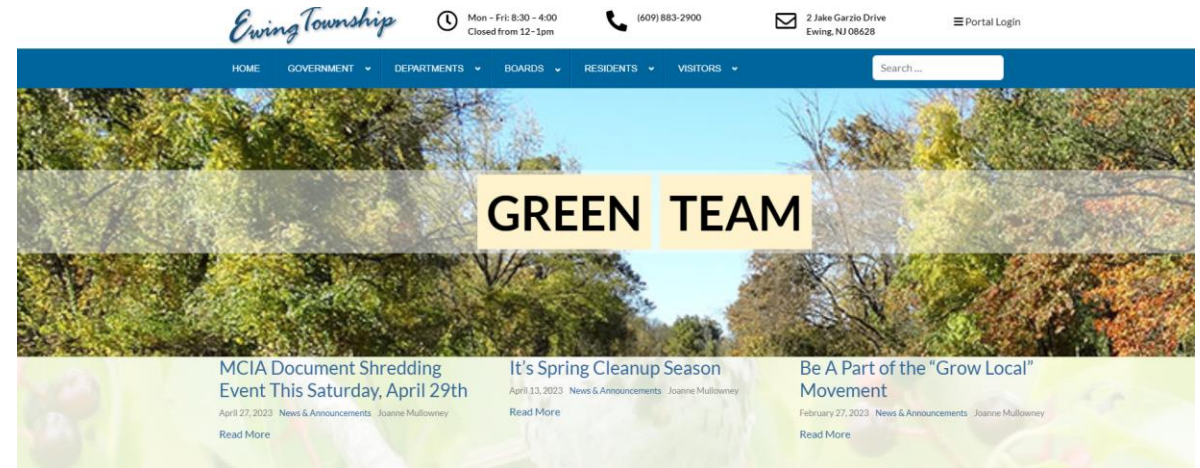 Ewing Township
Mon – Fri: 8:30 – 4:00
Closed from 12–1pm
(609) 883-2900
2 Jake Garzio Drive
Ewing, NJ 08628
Portal Login
HOME GOVERNMENT DEPARTMENTS BOARDS RESIDENTS VISITORS Search ...
GREEN TEAM
MCIA Document Shredding
Event This Saturday, April 29th
April 27, 2023 News & Announcements Joanne Mullowney
Read More
It's Spring Cleanup Season
April 13, 2023 News & Announcements Joanne Mullowney
Read More
Be A Part of the “Grow Local”
Movement
February 27, 2023 News & Announcements Joanne Mullowney
Read More